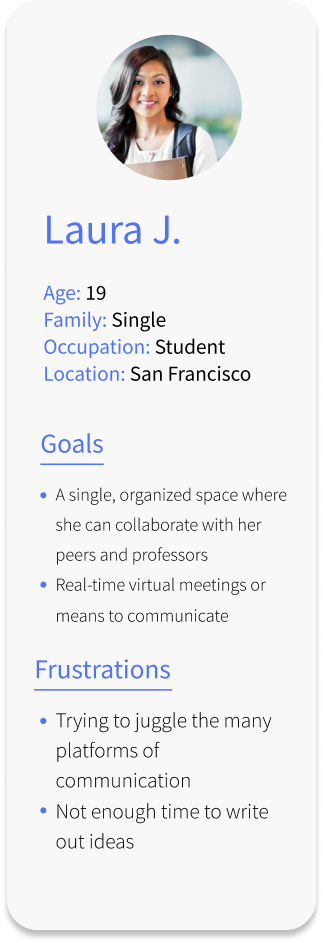 Laura J.
Age: 19
Family: Single
Occupation: Student
Location: San Francisco
Goals
• A single, organized space where
she can collaborate with her
peers and professors
• Real-time virtual meetings or
means to communicate
Frustrations
• Trying to juggle the many
platforms of
communication
• Not enough time to write
out ideas